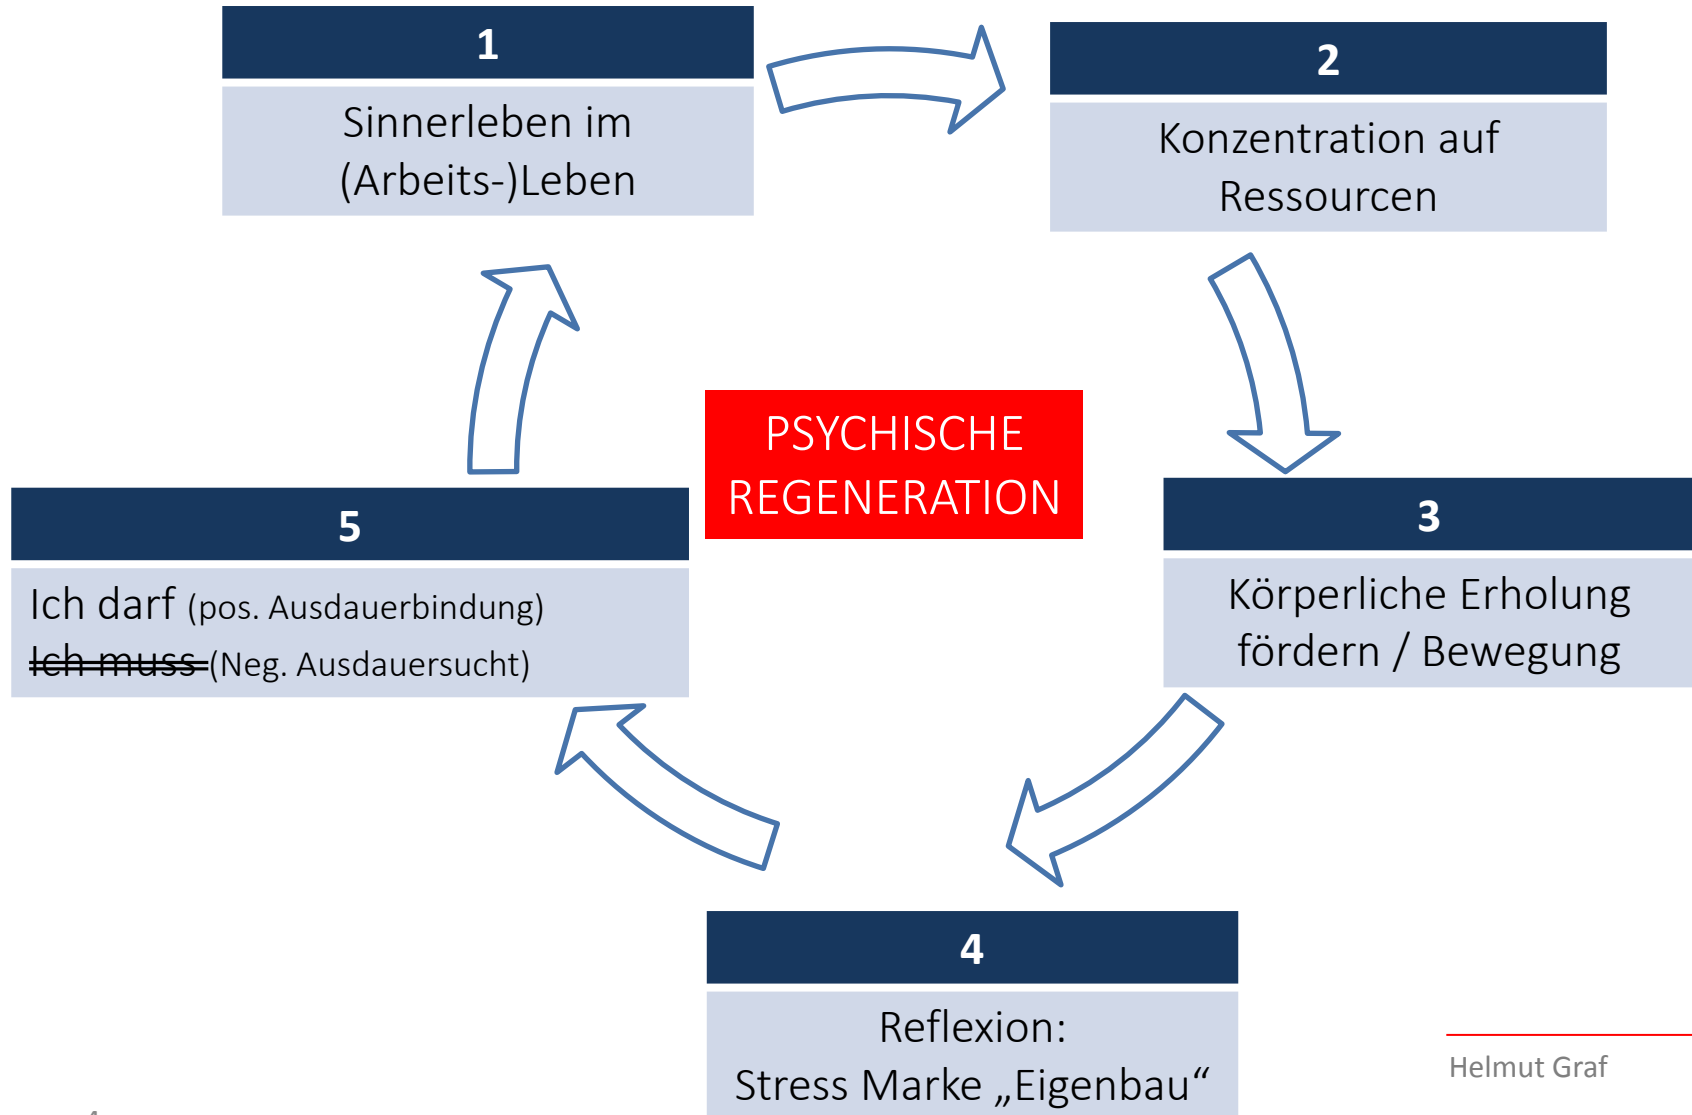 1
Sinnerleben im
(Arbeits-)Leben
2
Konzentration auf
Ressourcen
PSYCHISCHE
REGENERATION
3
Körperliche Erholung
fördern / Bewegung
5
Ich darf (pos. Ausdauerbindung)
Ich muss (Neg. Ausdauersucht)
4
Reflexion:
Stress Marke „Eigenbau“
Helmut Graf